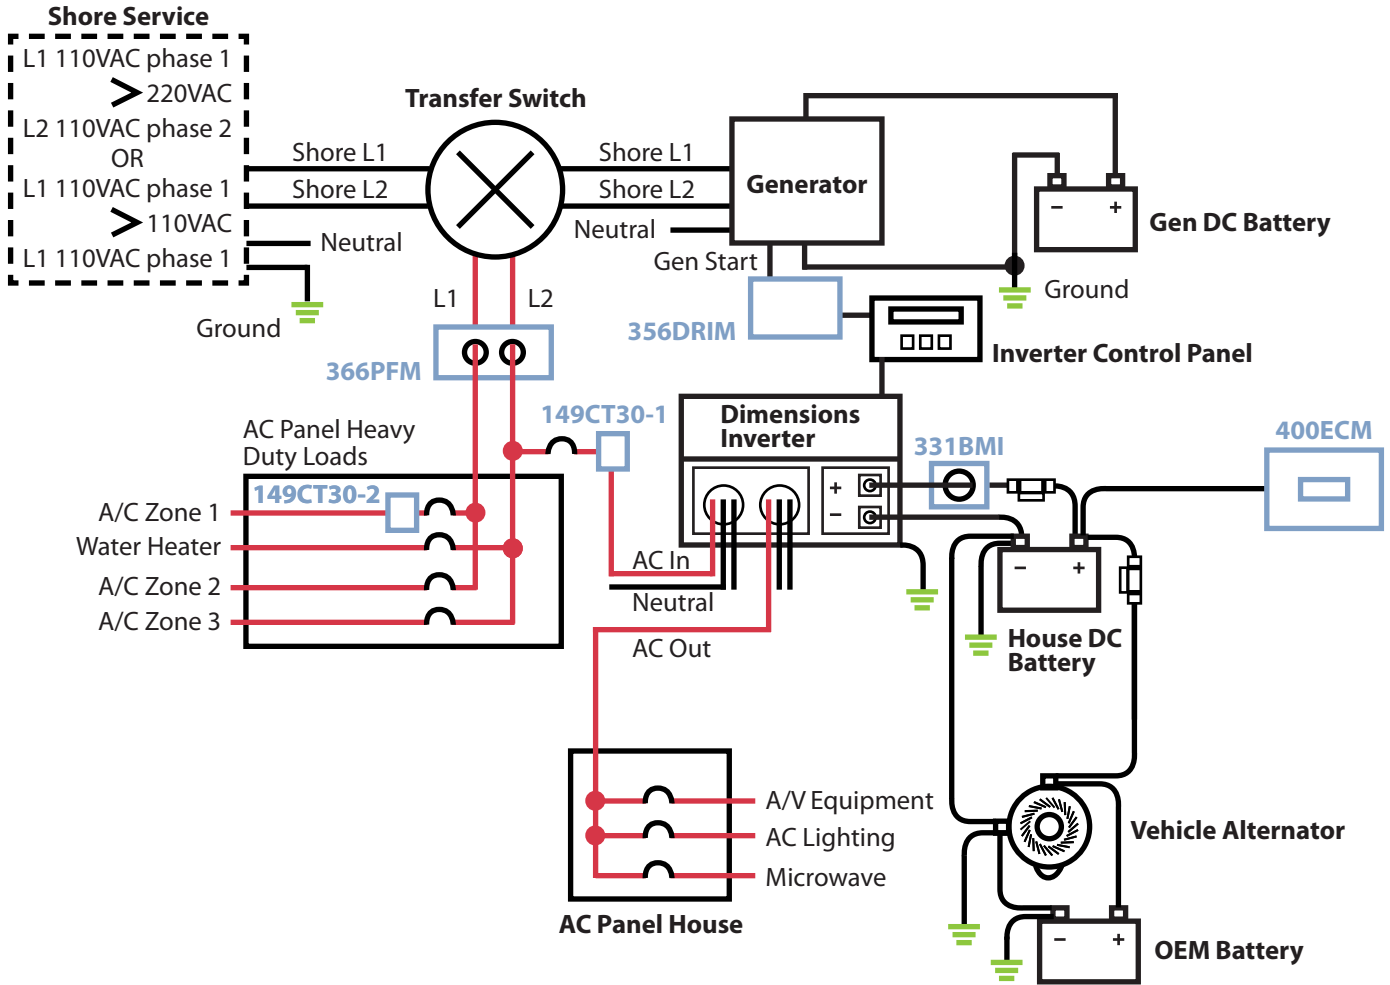 Shore Service
L1 110VAC phase 1
220VAC
L2 110VAC phase 2
OR
L1 110VAC phase 1
110VAC
L1 110VAC phase 1
Shore L1
Shore L2
Neutral
Ground
Transfer Switch
Shore L1
Shore L2
Neutral
Gen Start
Generator
− +
Gen DC Battery
Ground
L1 L2
366PFM
356DRIM
Inverter Control Panel
149CT30-1
Dimensions
Inverter
+
−
331BMI
400ECM
AC Panel Heavy
Duty Loads
149CT30-2
A/C Zone 1
Water Heater
A/C Zone 2
A/C Zone 3
AC In
Neutral
AC Out
− +
House DC
Battery
A/V Equipment
AC Lighting
Microwave
AC Panel House
Vehicle Alternator
− +
OEM Battery